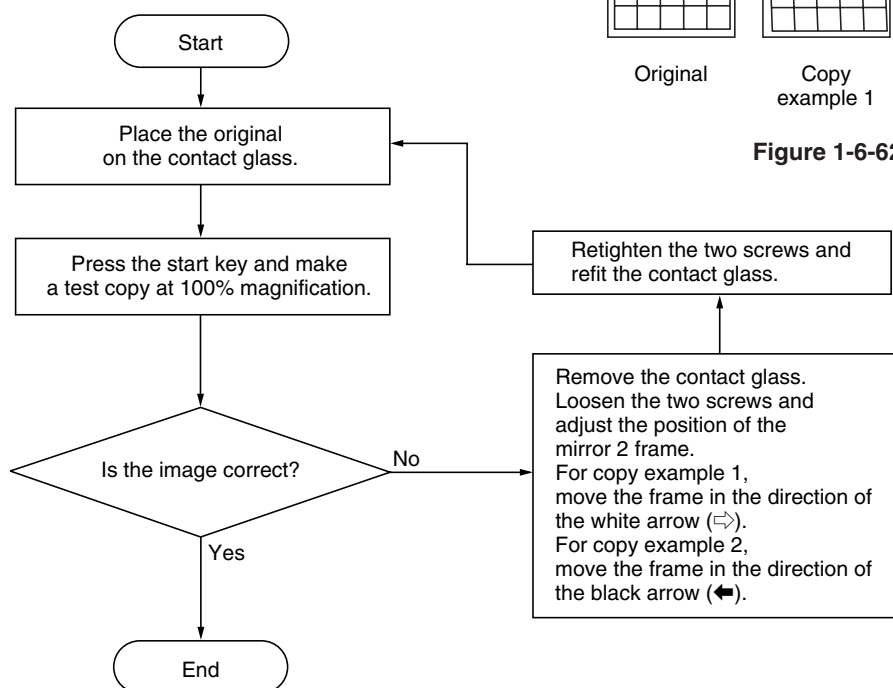 Start
Place the original
on the contact glass.
Press the start key and make
a test copy at 100% magnification.
Is the image correct?
No
Yes
End
Original
Copy
example 1
Figure 1-6-62
Retighten the two screws and
refit the contact glass.
Remove the contact glass.
Loosen the two screws and
adjust the position of the
mirror 2 frame.
For copy example 1,
move the frame in the direction of
the white arrow (⇨).
For copy example 2,
move the frame in the direction of
the black arrow (⬅).